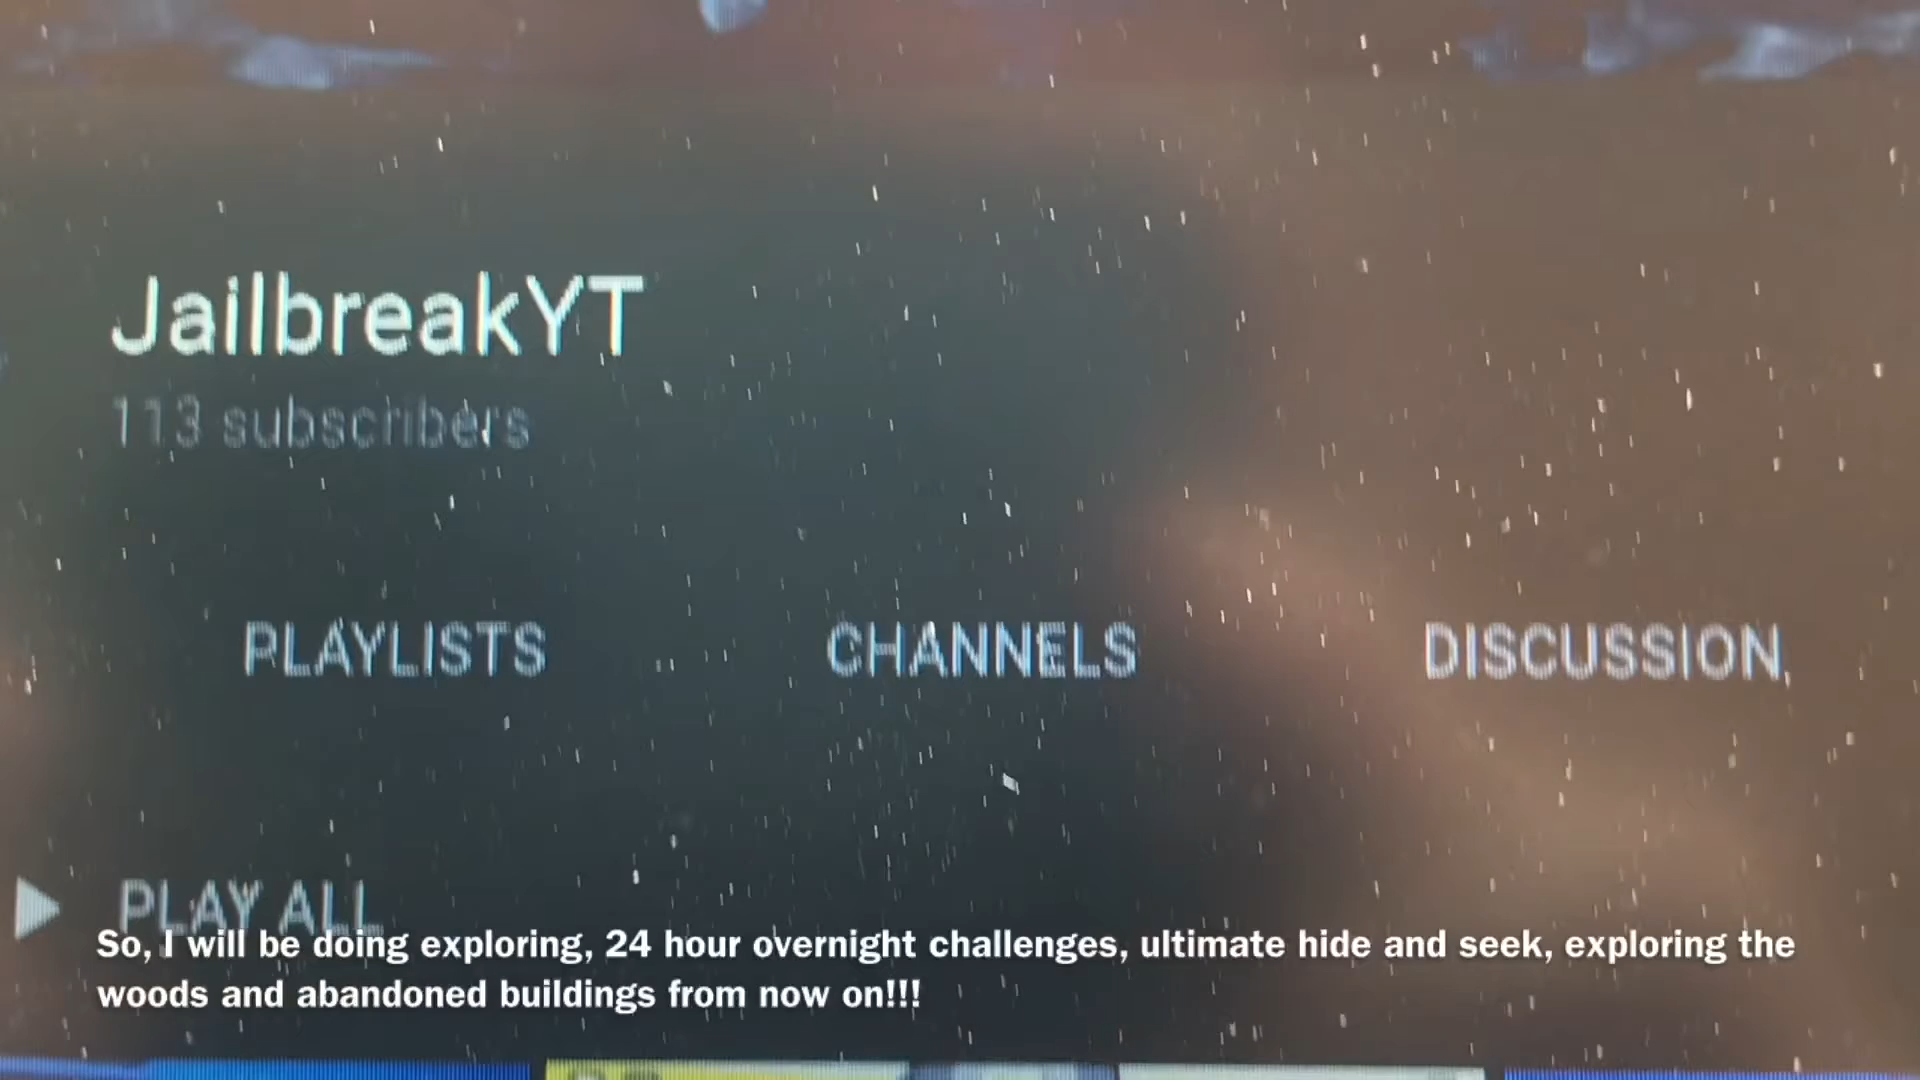 JailbreakYT
113 subscribers
PLAYLISTS
CHANNELS
DISCUSSION
PLAY ALL
So, I will be doing exploring, 24 hour overnight challenges, ultimate hide and seek, exploring the
woods and abandoned buildings from now on!!!